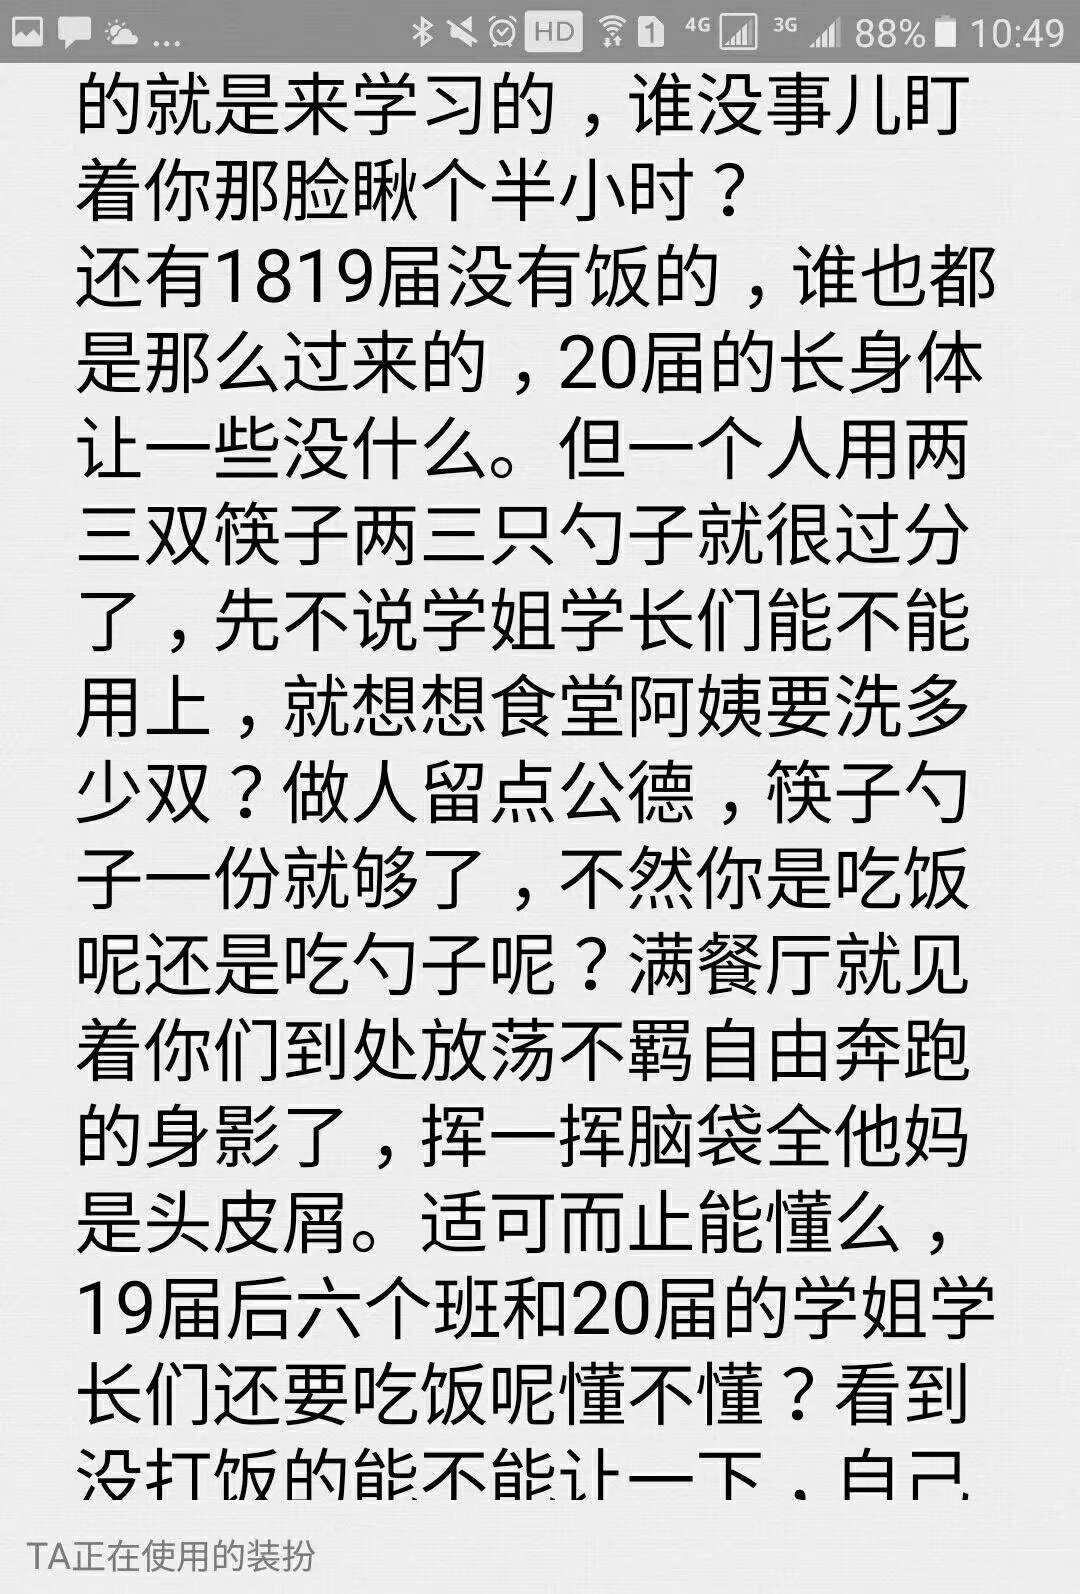 ... HD 1 4G 3G 88% 10:49
的就是来学习的，谁没事儿盯
着你那脸瞅个半小时？
还有1819届没有饭的，谁也都
是那么过来的，20届的长身体
让一些没什么。但一个人用两
三双筷子两三只勺子就很过分
了，先不说学姐学长们能不能
用上，就想想食堂阿姨要洗多
少双？做人留点公德，筷子勺
子一份就够了，不然你是吃饭
呢还是吃勺子呢？满餐厅就见
着你们到处放荡不羁自由奔跑
的身影了，挥一挥脑袋全他妈
是头皮屑。适可而止能懂么，
19届后六个班和20届的学姐学
长们还要吃饭呢懂不懂？看到
没打饭的能不能让一下，自己
TA正在使用的装扮